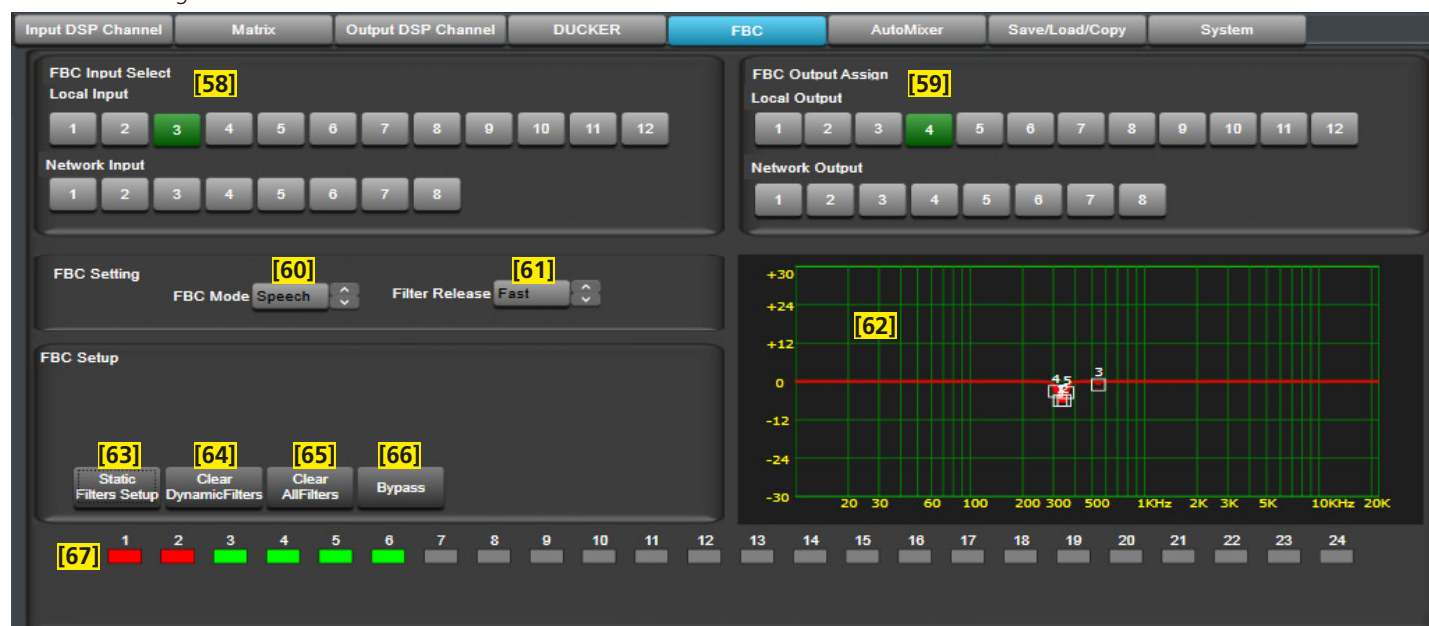 Input DSP Channel Matrix Output DSP Channel DUCKER FBC AutoMixer Save/Load/Copy System
FBC Input Select
[58]
Local Input
1 2 3 4 5 6 7 8 9 10 11 12
Network Input
1 2 3 4 5 6 7 8
FBC Output Assign
[59]
Local Output
1 2 3 4 5 6 7 8 9 10 11 12
Network Output
1 2 3 4 5 6 7 8
FBC Setting
[60] [61]
FBC Mode Speech Filter Release Fast
FBC Setup
[63] [64] [65] [66]
Static Filters Setup
Clear DynamicFilters
Clear AllFilters
Bypass
[62]
+30
+24
+12
0
-12
-24
-30
4 5 3
20 30 60 100 200 300 500 1KHz 2K 3K 5K 10KHz 20K
[67]
1 2 3 4 5 6 7 8 9 10 11 12 13 14 15 16 17 18 19 20 21 22 23 24